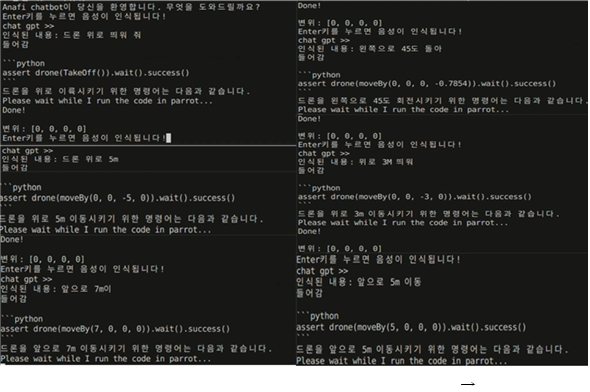 Anafi chatbot이 당신을 환영합니다. 무엇을 도와드릴까요?
Enter키를 누르면 음성이 인식됩니다!
chat gpt >>
인식된 내용: 드론 위로 띄워 줘
들어감
```python
assert drone(TakeOff()).wait().success()
```
드론을 위로 이륙시키기 위한 명령어는 다음과 같습니다.
Please wait while I run the code in parrot...
Done!
변위: [0, 0, 0, 0]
Enter키를 누르면 음성이 인식됩니다!
chat gpt >>
인식된 내용: 드론 위로 5m
들어감
```python
assert drone(moveBy(0, 0, -5, 0)).wait().success()
```
드론을 위로 5m 이동시키기 위한 명령어는 다음과 같습니다.
Please wait while I run the code in parrot...
Done!
변위: [0, 0, 0, 0]
Enter키를 누르면 음성이 인식됩니다!
chat gpt >>
인식된 내용: 앞으로 7m이
들어감
```python
assert drone(moveBy(7, 0, 0, 0)).wait().success()
```
드론을 앞으로 7m 이동시키기 위한 명령어는 다음과 같습니다.
Please wait while I run the code in parrot...
Done!
변위: [0, 0, 0, 0]
Enter키를 누르면 음성이 인식됩니다!
chat gpt >>
인식된 내용: 왼쪽으로 45도 돌아
들어감
```python
assert drone(moveBy(0, 0, 0, -0.7854)).wait().success()
```
드론을 왼쪽으로 45도 회전시키기 위한 명령어는 다음과 같습니다.
Please wait while I run the code in parrot...
Done!
변위: [0, 0, 0, 0]
Enter키를 누르면 음성이 인식됩니다!
chat gpt >>
인식된 내용: 위로 3M 띄워
들어감
```python
assert drone(moveBy(0, 0, -3, 0)).wait().success()
```
드론을 위로 3m 이동시키기 위한 명령어는 다음과 같습니다.
Please wait while I run the code in parrot...
Done!
변위: [0, 0, 0, 0]
Enter키를 누르면 음성이 인식됩니다!
chat gpt >>
인식된 내용: 앞으로 5m 이동
들어감
```python
assert drone(moveBy(5, 0, 0, 0)).wait().success()
```
드론을 앞으로 5m 이동시키기 위한 명령어는 다음과 같습니다.
Please wait while I run the code in parrot...